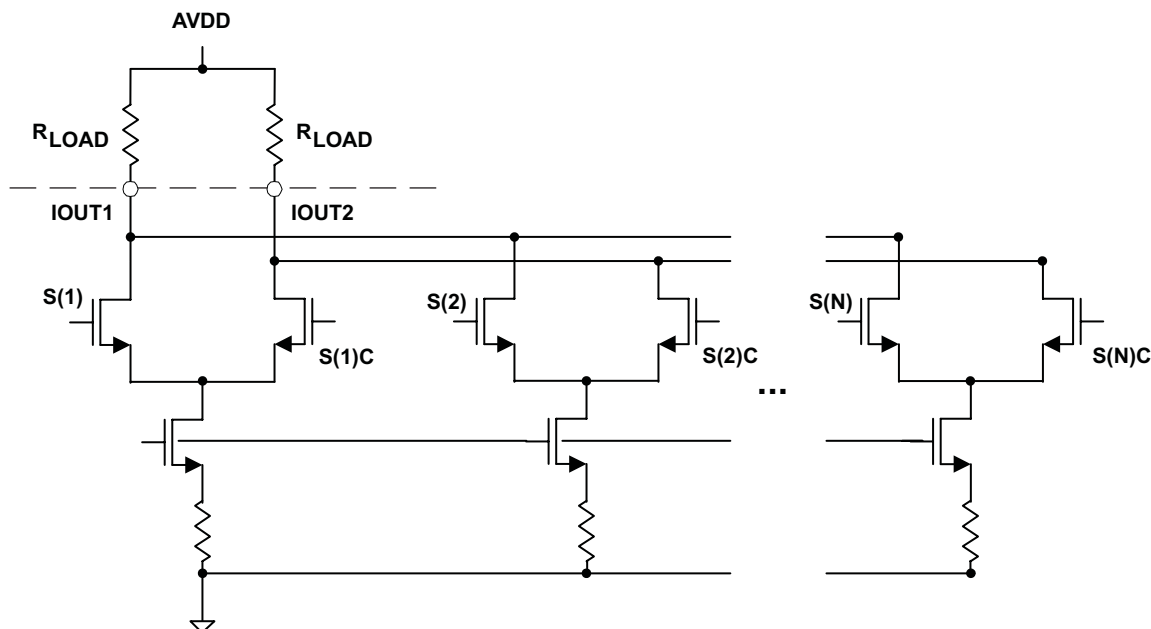 AVDD
RLOAD
RLOAD
IOUT1
IOUT2
S(1)
S(1)C
S(2)
S(2)C
S(N)
S(N)C
...